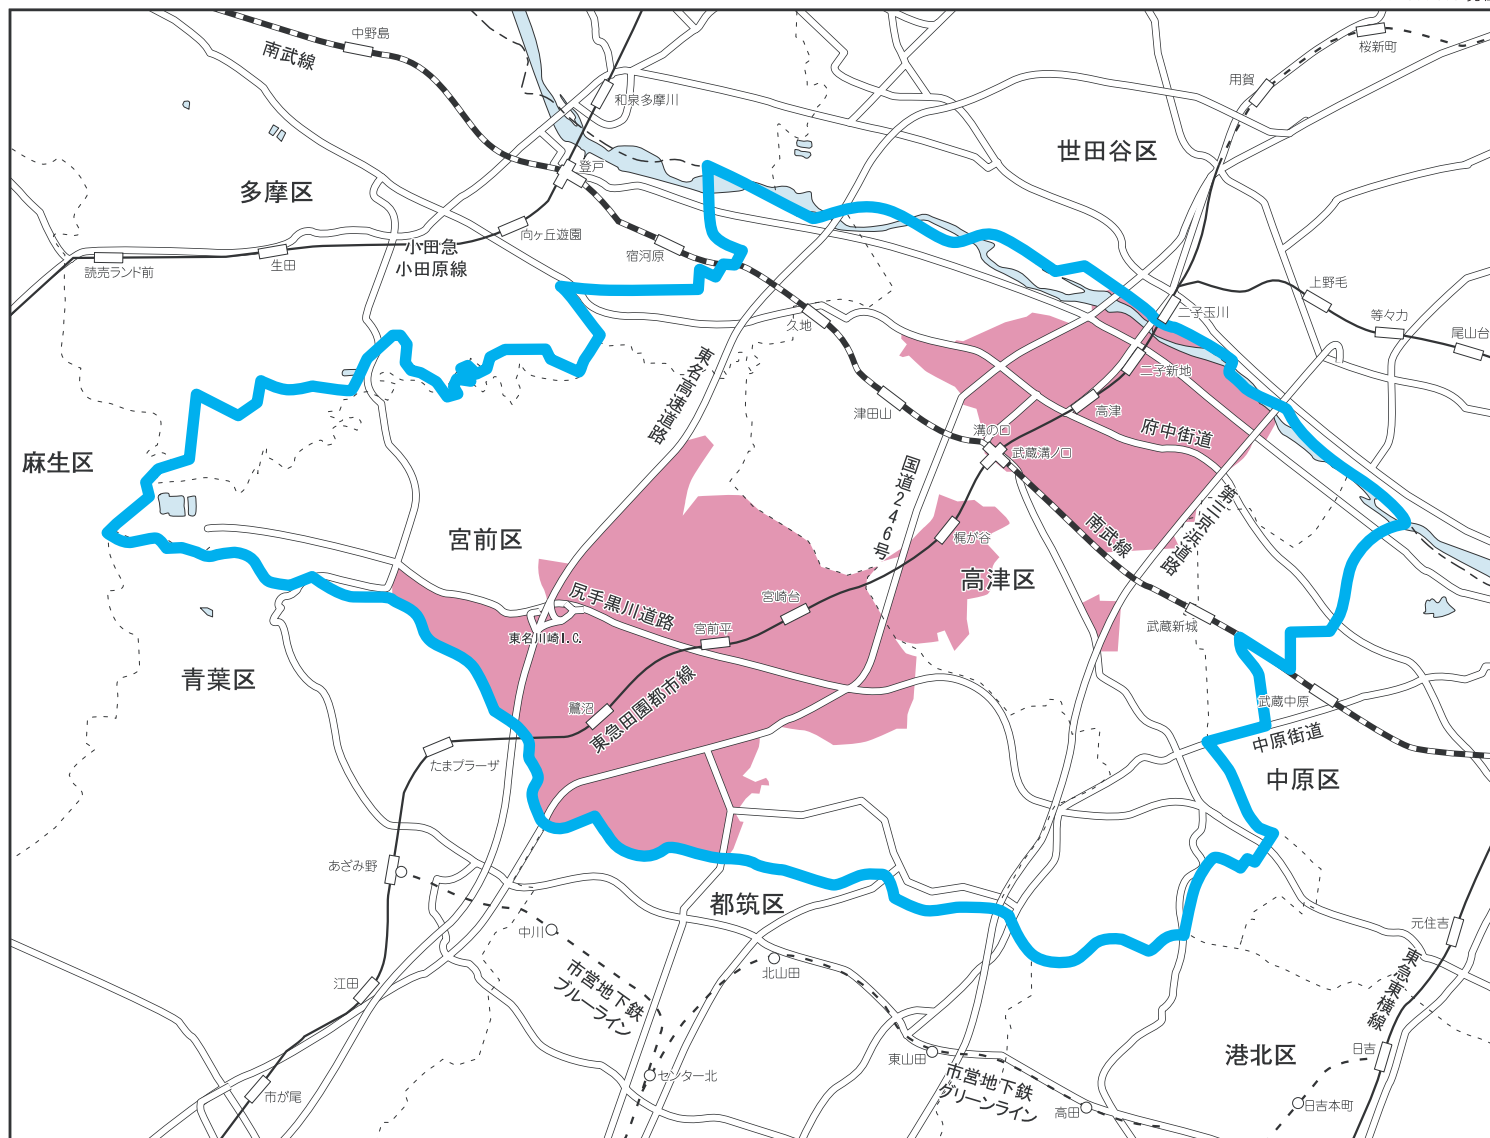 中野島
南武線
桜新町
用賀
和泉多摩川
世田谷区
登戸
多摩区
向ヶ丘遊園
小田急
小田原線
宿河原
生田
読売ランド前
上野毛
二子玉川
等々力
尾山台
久地
東名高速道路
二子新地
津田山
高津
府中街道
溝の口
武蔵溝ノ口
麻生区
国道246号
第三京浜道路
南武線
宮前区
梶が谷
高津区
尻手黒川道路
宮崎台
宮前平
武蔵新城
東名川崎I.C.
青葉区
東急田園都市線
鷺沼
武蔵中原
中原街道
たまプラーザ
中原区
あざみ野
都筑区
中川
元住吉
市営地下鉄
ブルーライン
北山田
江田
東急東横線
東山田
港北区
日吉
市営地下鉄
グリーンライン
センター北
市が尾
高田
日吉本町